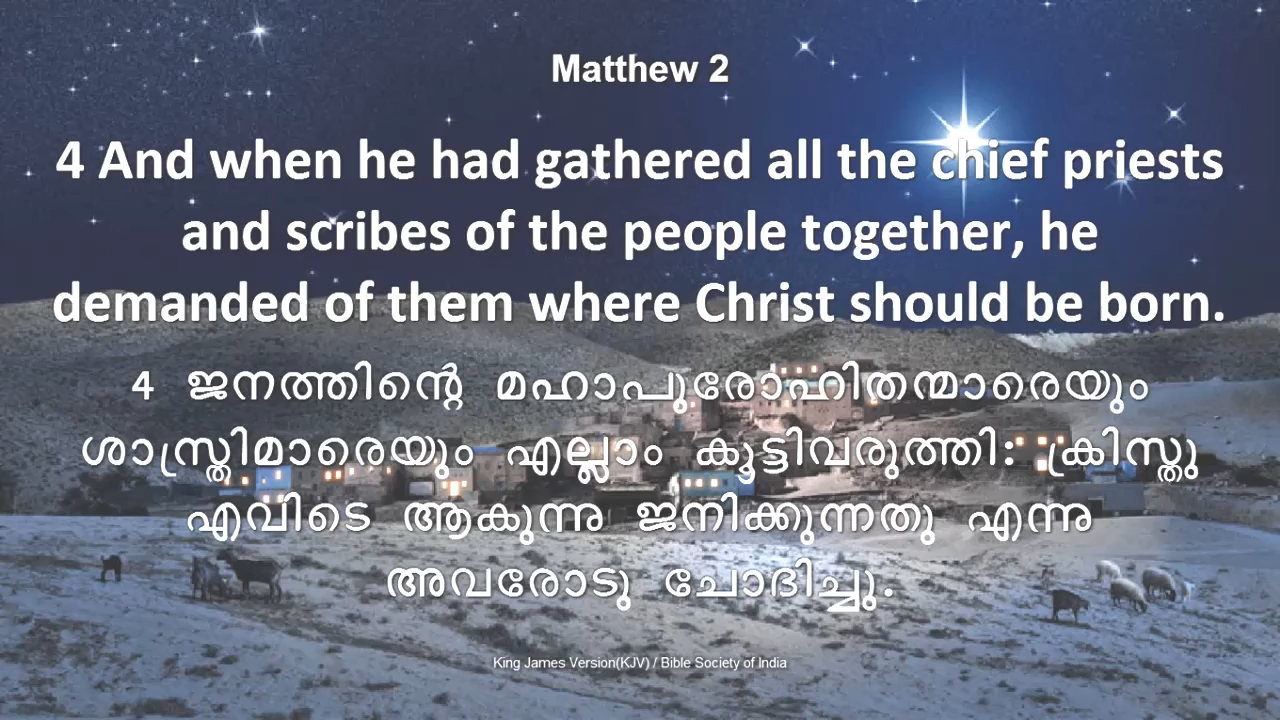 Matthew 2
4 And when he had gathered all the chief priests
and scribes of the people together, he
demanded of them where Christ should be born.
4 ജനത്തിന്റെ മഹാപുരോഹിതന്മാരെയും
ശാസ്ത്രിമാരെയും എല്ലാം കൂട്ടിവരുത്തി: ക്രിസ്തു
എവിടെ ആകുന്നു ജനിക്കുന്നതു എന്നു
അവരോടു ചോദിച്ചു.
King James Version(KJV) / Bible Society of India